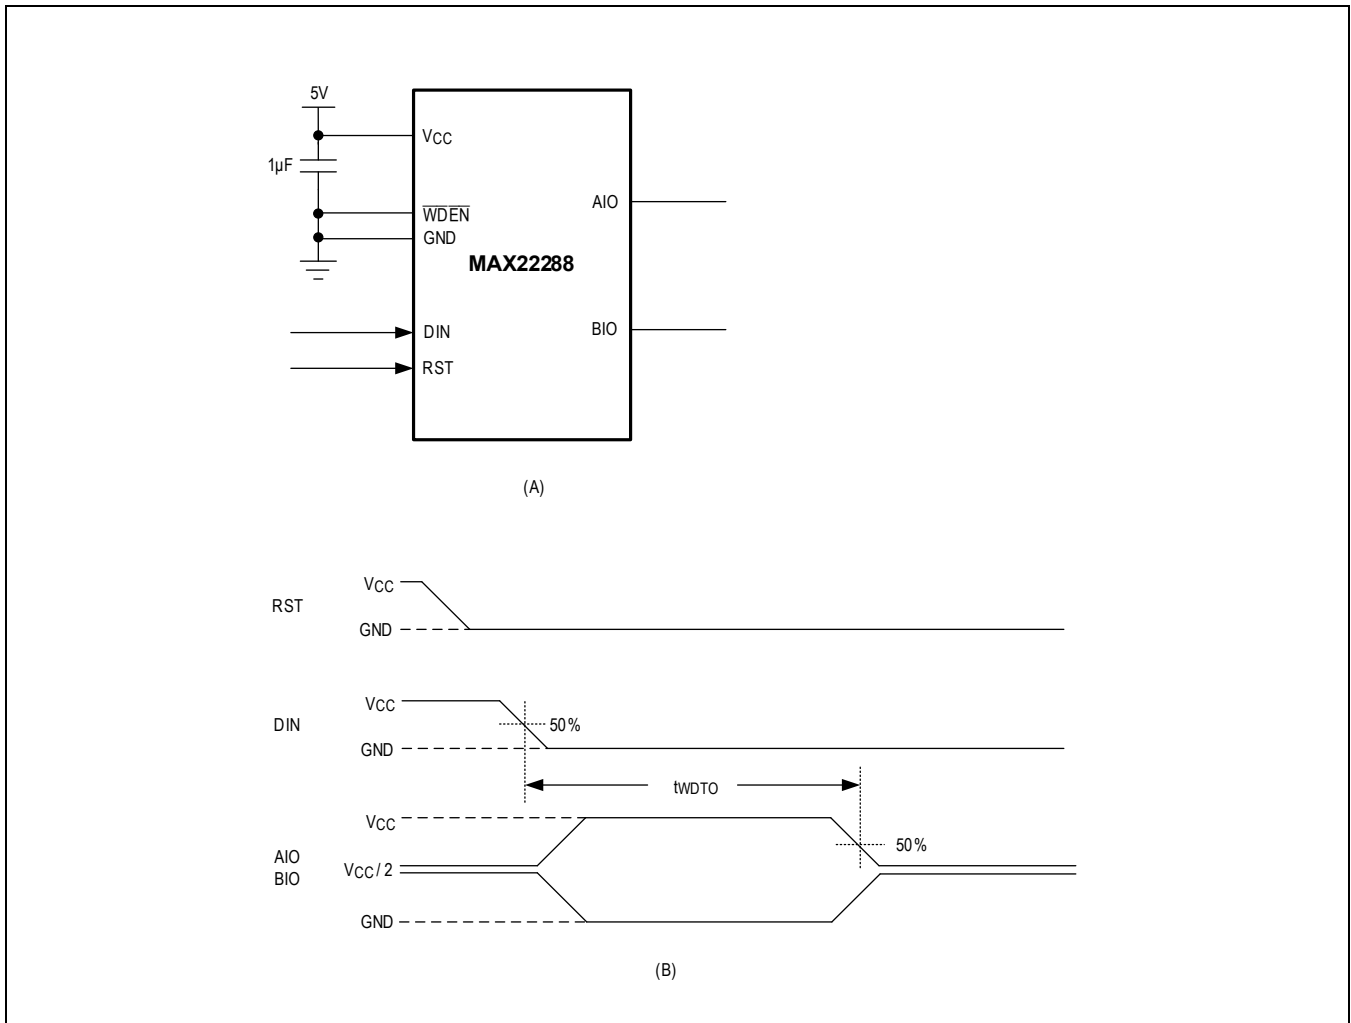 5V
VCC
1µF
AIO
WDEN
GND
MAX22288
BIO
DIN
RST
(A)
VCC
RST
GND
VCC
DIN
50%
GND
tWDTO
VCC
50%
AIO
BIO
VCC/2
GND
(B)